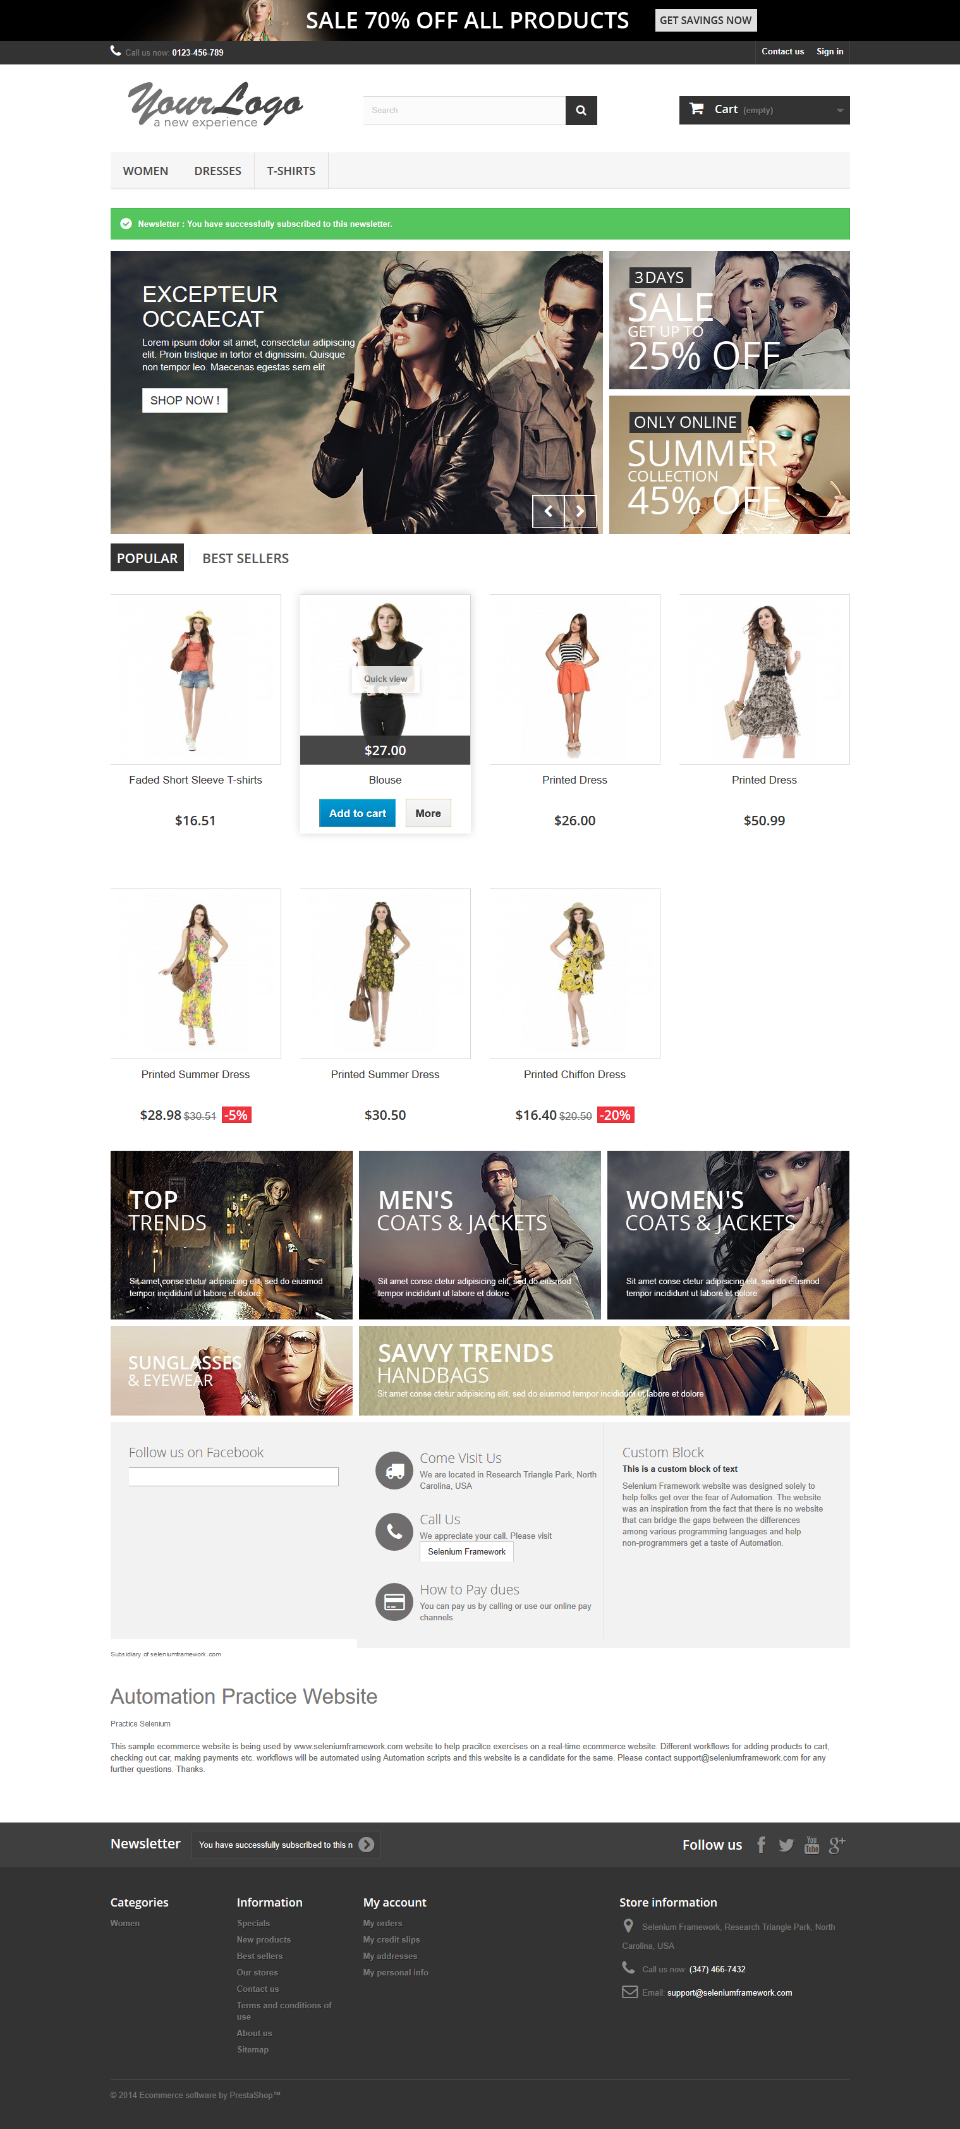 SALE 70% OFF ALL PRODUCTS
GET SAVINGS NOW
Call us now: 0123-456-789
Contact us
Sign in
YourLogo
a new experience
Search
Cart (empty)
WOMEN
DRESSES
T-SHIRTS
Newsletter : You have successfully subscribed to this newsletter.
EXCEPTEUR
OCCAECAT
Lorem ipsum dolor sit amet, consectetur adipiscing
elit. Proin tristique in tortor et dignissim. Quisque
non tempor leo. Maecenas egestas sem elit
SHOP NOW !
3 DAYS
SALE
GET UP TO
25% OFF
ONLY ONLINE
SUMMER
COLLECTION
45% OFF
POPULAR
BEST SELLERS
Quick view
$27.00
Faded Short Sleeve T-shirts
Blouse
Printed Dress
Printed Dress
$16.51
Add to cart
More
$26.00
$50.99
Printed Summer Dress
Printed Summer Dress
Printed Chiffon Dress
$28.98 $30.51 -5%
$30.50
$16.40 $20.50 -20%
TOP
TRENDS
Sit amet conse ctetur adipisicing elit, sed do eiusmod
tempor incididunt ut labore et dolore
MEN'S
COATS & JACKETS
Sit amet conse ctetur adipisicing elit, sed do eiusmod
tempor incididunt ut labore et dolore
WOMEN'S
COATS & JACKETS
Sit amet conse ctetur adipisicing elit, sed do eiusmod
tempor incididunt ut labore et dolore
SUNGLASSES
& EYEWEAR
SAVVY TRENDS
HANDBAGS
Sit amet conse ctetur adipisicing elit, sed do eiusmod tempor incididunt ut labore et dolore
Follow us on Facebook
Come Visit Us
We are located in Research Triangle Park, North
Carolina, USA
Call Us
We appreciate your call. Please visit
Selenium Framework
How to Pay dues
You can pay us by calling or use our online pay
channels
Custom Block
This is a custom block of text
Selenium Framework website was designed solely to
help folks get over the fear of Automation. The website
was an inspiration from the fact that there is no website
that can bridge the gaps between the differences
among various programming languages and help
non-programmers get a taste of Automation.
Subsidiary of seleniumframework.com
Automation Practice Website
Practice Selenium
This sample ecommerce website is being used by www.seleniumframework.com website to help pracitce exercises on a real-time ecommerce website. Different workflows for adding products to cart,
checking out car, making payments etc. workflows will be automated using Automation scripts and this website is a candidate for the same. Please contact support@seleniumframework.com for any
further questions. Thanks.
Newsletter
You have successfully subscribed to this n
Follow us
You
Tube
Categories
Women
Information
Specials
New products
Best sellers
Our stores
Contact us
Terms and conditions of
use
About us
Sitemap
My account
My orders
My credit slips
My addresses
My personal info
Store information
Selenium Framework, Research Triangle Park, North
Carolina, USA
Call us now: (347) 466-7432
Email: support@seleniumframework.com
© 2014 Ecommerce software by PrestaShop™